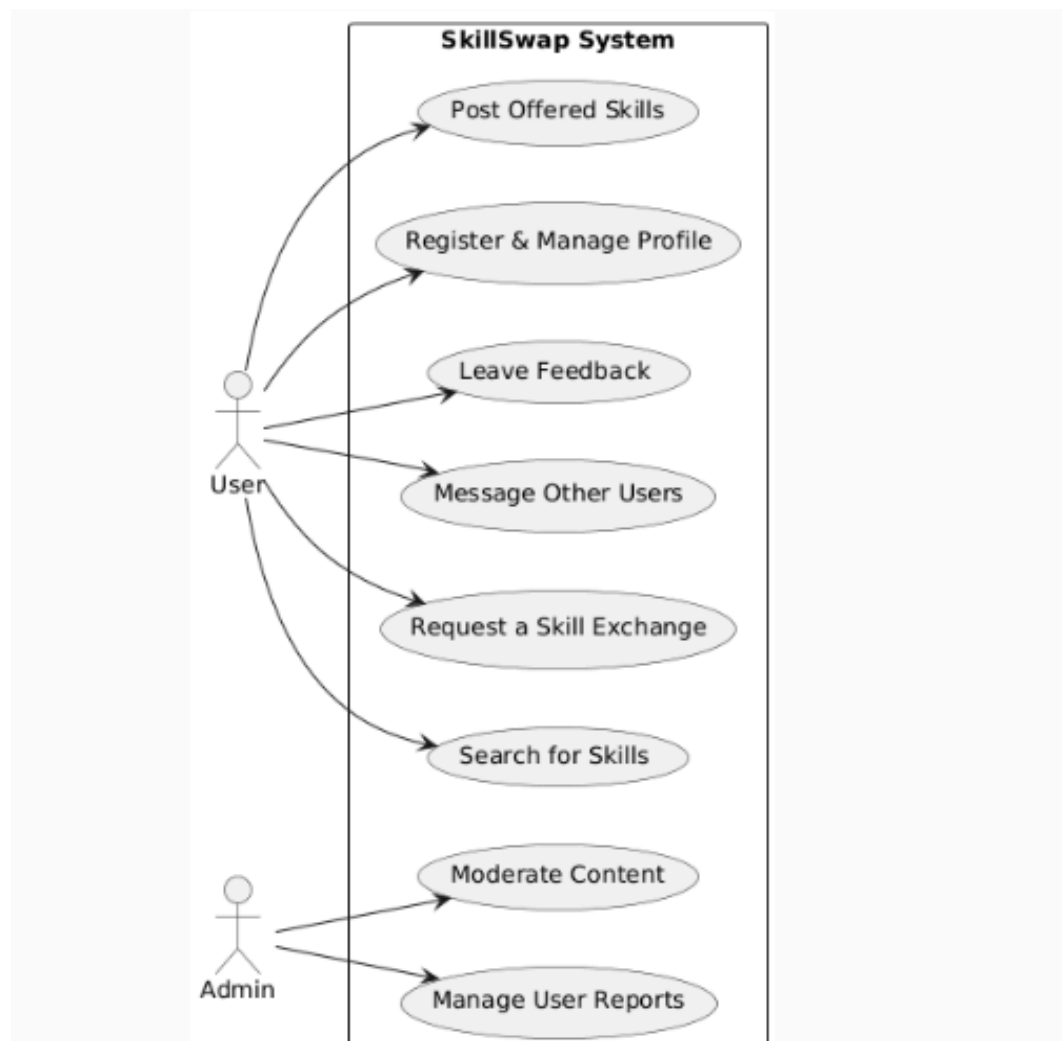 SkillSwap System
Post Offered Skills
Register & Manage Profile
Leave Feedback
Message Other Users
User
Request a Skill Exchange
Search for Skills
Moderate Content
Admin
Manage User Reports